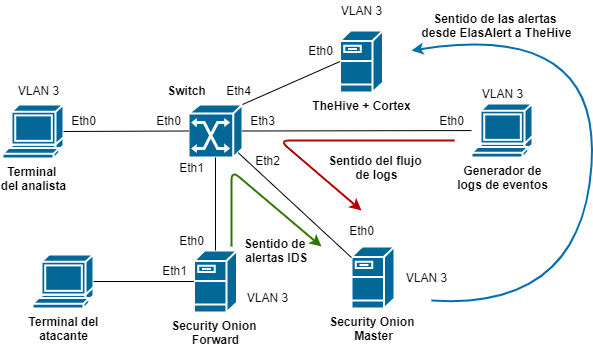 VLAN 3
Sentido de las alertas
desde ElasAlert a TheHive
Eth0
VLAN 3
Switch
Eth4
TheHive + Cortex
VLAN 3
Eth0
Eth0
Eth3
Eth0
Terminal
del analista
Eth1
Eth2
Sentido del flujo
de logs
Generador de
logs de eventos
Eth0
Sentido de
alertas IDS
Eth0
Eth1
VLAN 3
VLAN 3
Terminal del
atacante
Security Onion
Forward
Security Onion
Master